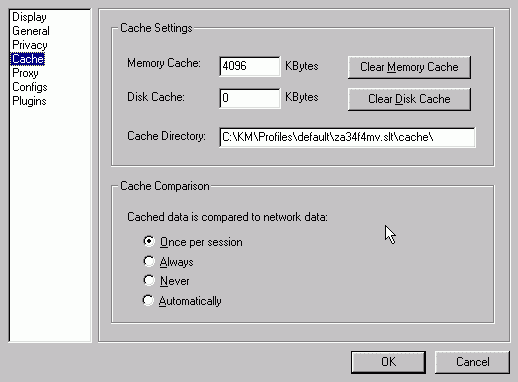 Display
General
Privacy
Cache
Proxy
Configs
Plugins
Cache Settings
Memory Cache: 4096 KBytes Clear Memory Cache
Disk Cache: 0 KBytes Clear Disk Cache
Cache Directory: C:\KM\Profiles\default\za34f4mv.slt\cache\
Cache Comparison
Cached data is compared to network data:
Once per session
Always
Never
Automatically
OK Cancel